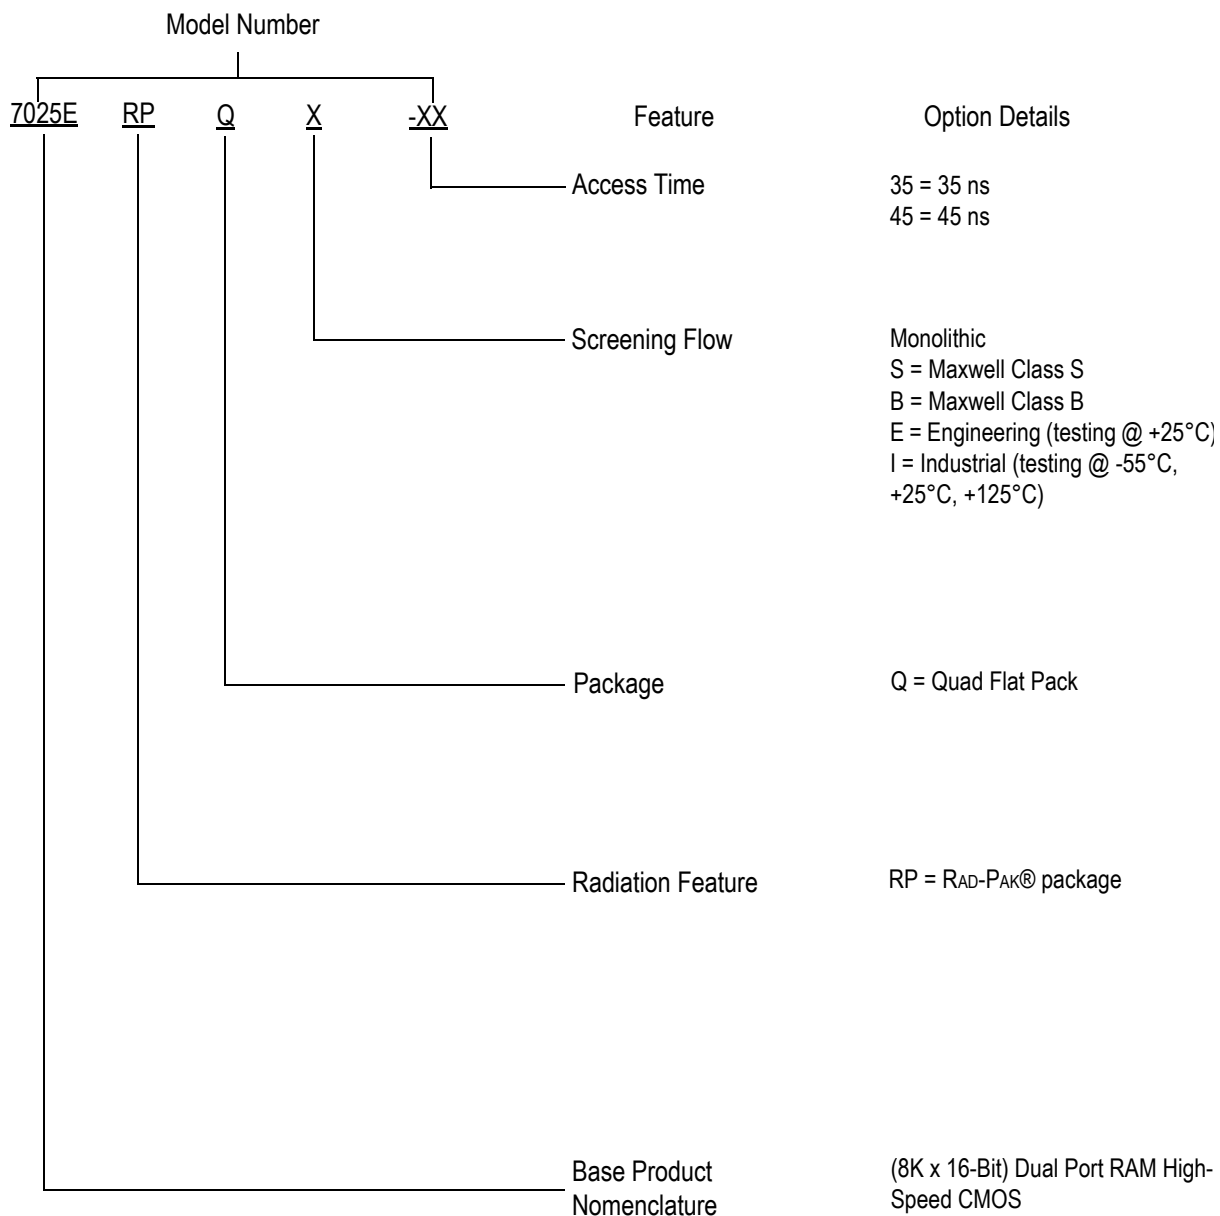 Model Number
7025E RP Q X -XX Feature Option Details
Access Time 35 = 35 ns
45 = 45 ns
Screening Flow Monolithic
S = Maxwell Class S
B = Maxwell Class B
E = Engineering (testing @ +25°C)
I = Industrial (testing @ -55°C,
+25°C, +125°C)
Package Q = Quad Flat Pack
Radiation Feature RP = RAD-PAK® package
Base Product (8K x 16-Bit) Dual Port RAM High-
Nomenclature Speed CMOS